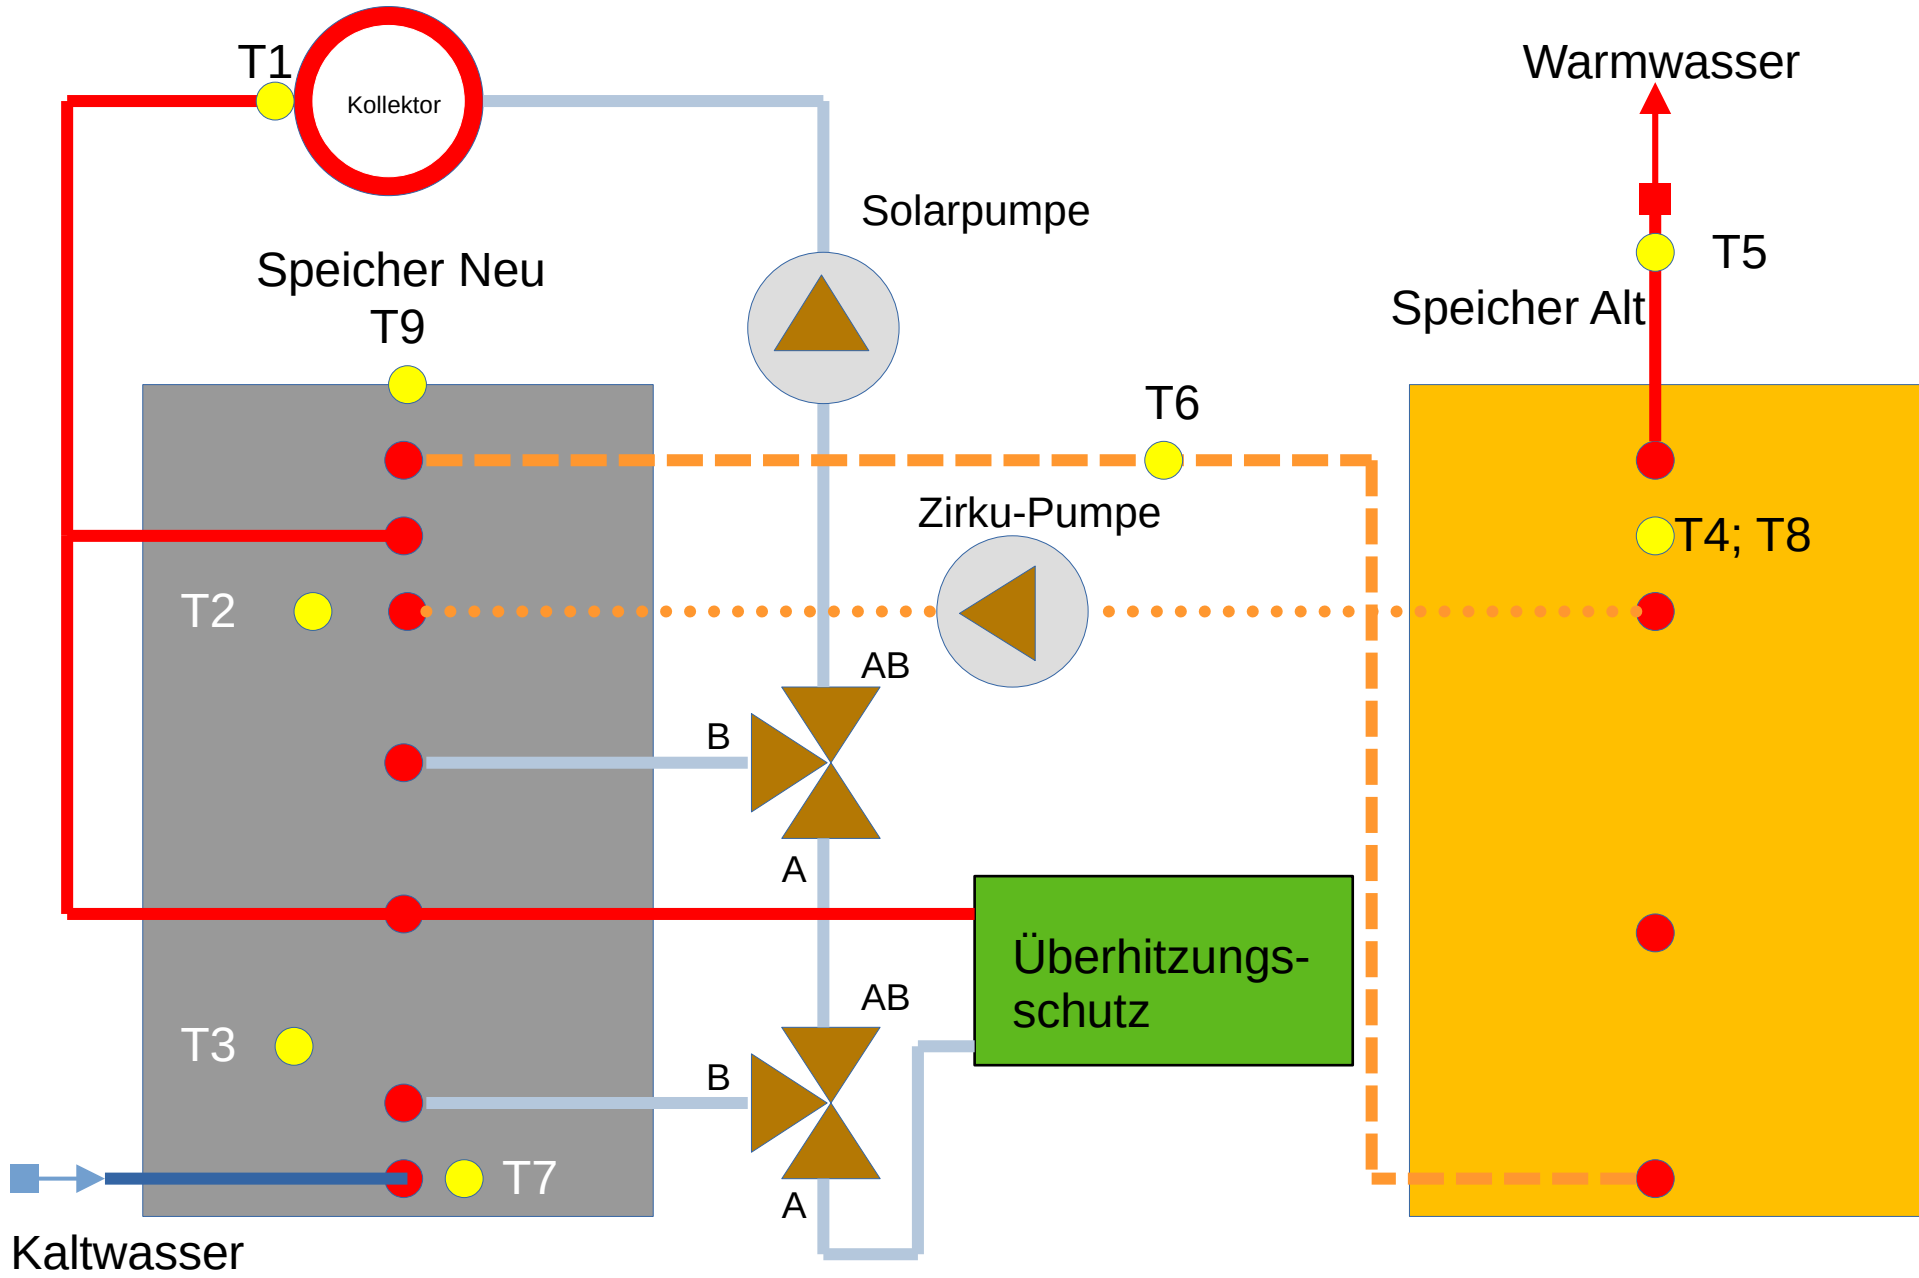 T1
Kollektor
Warmwasser
Solarpumpe
T5
Speicher Neu
T9
Speicher Alt
T6
Zirku-Pumpe
T4; T8
T2
AB
B
A
Überhitzungs-
schutz
AB
T3
B
T7
A
Kaltwasser